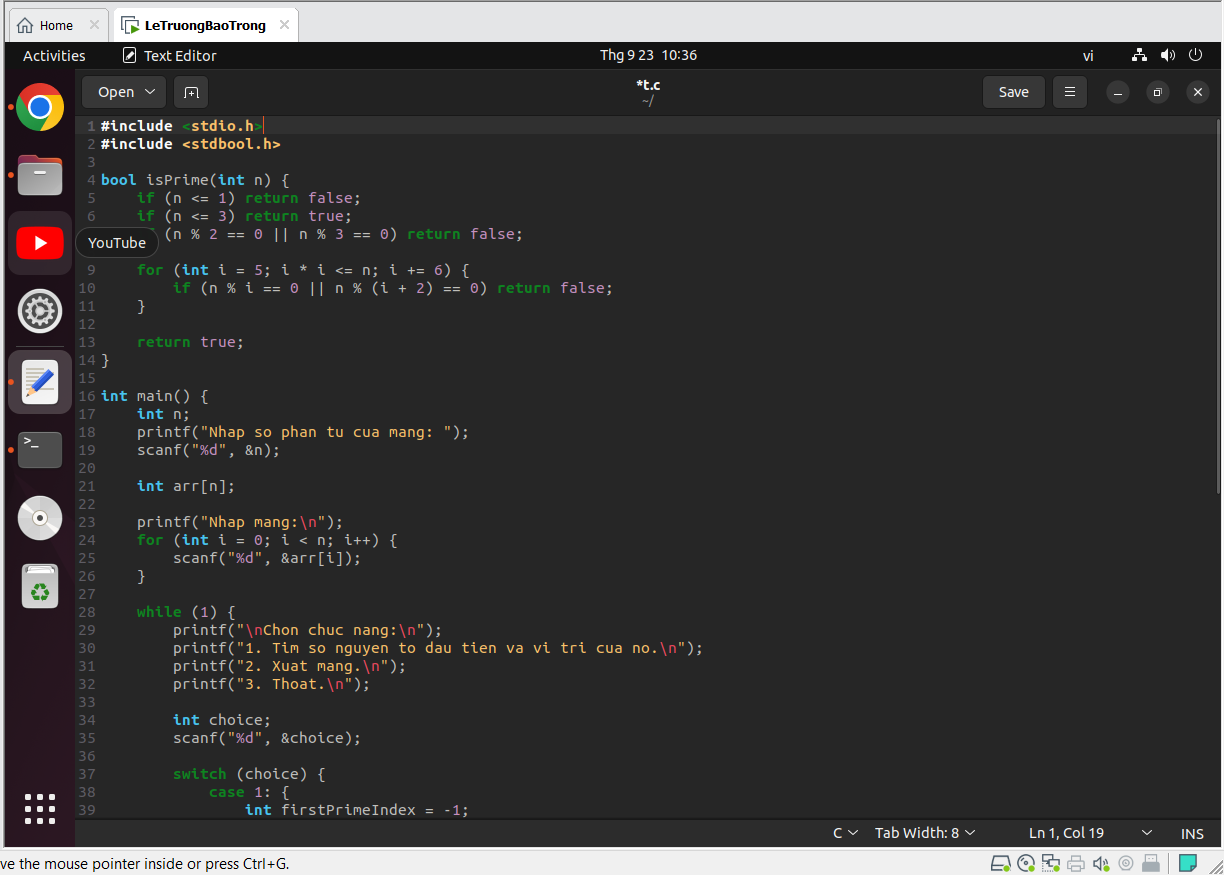 Home
LeTruongBaoTrong
Activities
Text Editor
Thg 9 23 10:36
vi
Open
*t.c
~/
Save
1 #include <stdio.h>
2 #include <stdbool.h>
3
4 bool isPrime(int n) {
5     if (n <= 1) return false;
6     if (n <= 3) return true;
(n % 2 == 0 || n % 3 == 0) return false;
YouTube
9     for (int i = 5; i * i <= n; i += 6) {
10         if (n % i == 0 || n % (i + 2) == 0) return false;
11     }
12
13     return true;
14 }
15
16 int main() {
17     int n;
18     printf("Nhap so phan tu cua mang: ");
19     scanf("%d", &n);
20
21     int arr[n];
22
23     printf("Nhap mang:\n");
24     for (int i = 0; i < n; i++) {
25         scanf("%d", &arr[i]);
26     }
27
28     while (1) {
29         printf("\nChon chuc nang:\n");
30         printf("1. Tim so nguyen to dau tien va vi tri cua no.\n");
31         printf("2. Xuat mang.\n");
32         printf("3. Thoat.\n");
33
34         int choice;
35         scanf("%d", &choice);
36
37         switch (choice) {
38             case 1: {
39                 int firstPrimeIndex = -1;
C
Tab Width: 8
Ln 1, Col 19
INS
ve the mouse pointer inside or press Ctrl+G.